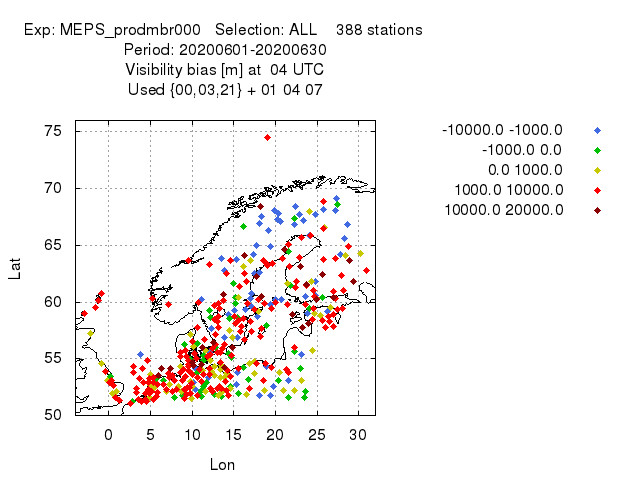 Exp: MEPS_prodmbr000 Selection: ALL 388 stations
Period: 20200601-20200630
Visibility bias [m] at 04 UTC
Used {00,03,21} + 01 04 07
-10000.0 -1000.0
-1000.0 0.0
0.0 1000.0
1000.0 10000.0
10000.0 20000.0
75
70
65
60
55
50
Lat
0 5 10 15 20 25 30
Lon